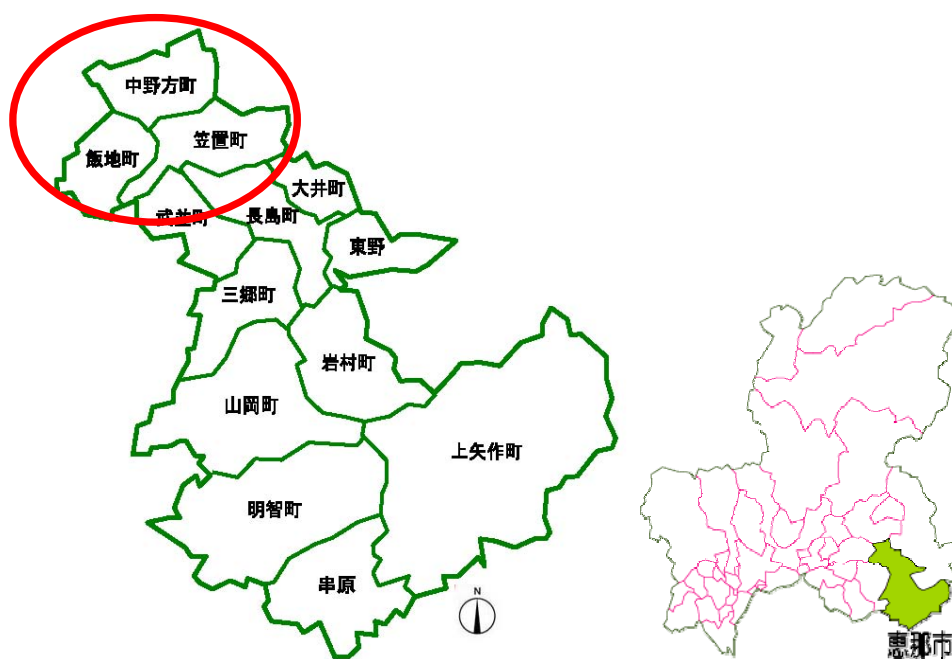 中野方町
笠置町
飯地町
大井町
武並町
長島町
東野
三郷町
岩村町
山岡町
上矢作町
明智町
串原
N
恵那市